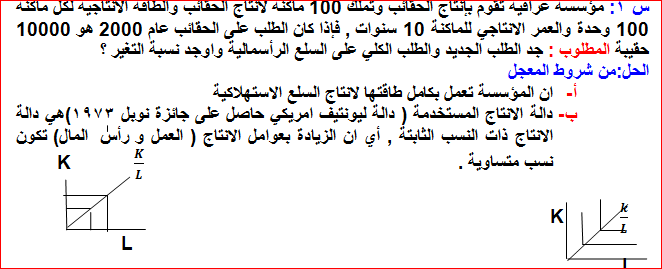 س ١: مؤسسة عراقية تقوم بإنتاج الحقائب وتملك 100 ماكنة لانتاج الحقائب والطاقة الانتاجية لكل ماكنة
100 وحدة والعمر الانتاجي للماكنة 10 سنوات , فإذا كان الطلب على الحقائب عام 2000 هو 10000
حقيبة المطلوب : جد الطلب الجديد والطلب الكلي على السلع الرأسمالية واوجد نسبة التغير ؟
الحل:من شروط المعجل
أ- ان المؤسسة تعمل بكامل طاقتها لانتاج السلع الاستهلاكية
ب- دالة الانتاج المستخدمة ( دالة ليونتيف امريكي حاصل على جائزة نوبل ١٩٧٣)هي دالة
الانتاج ذات النسب الثابتة , أي ان الزيادة بعوامل الانتاج ( العمل و رأس المال) تكون
نسب متساوية .
K
K/L
L
K
k/L
L